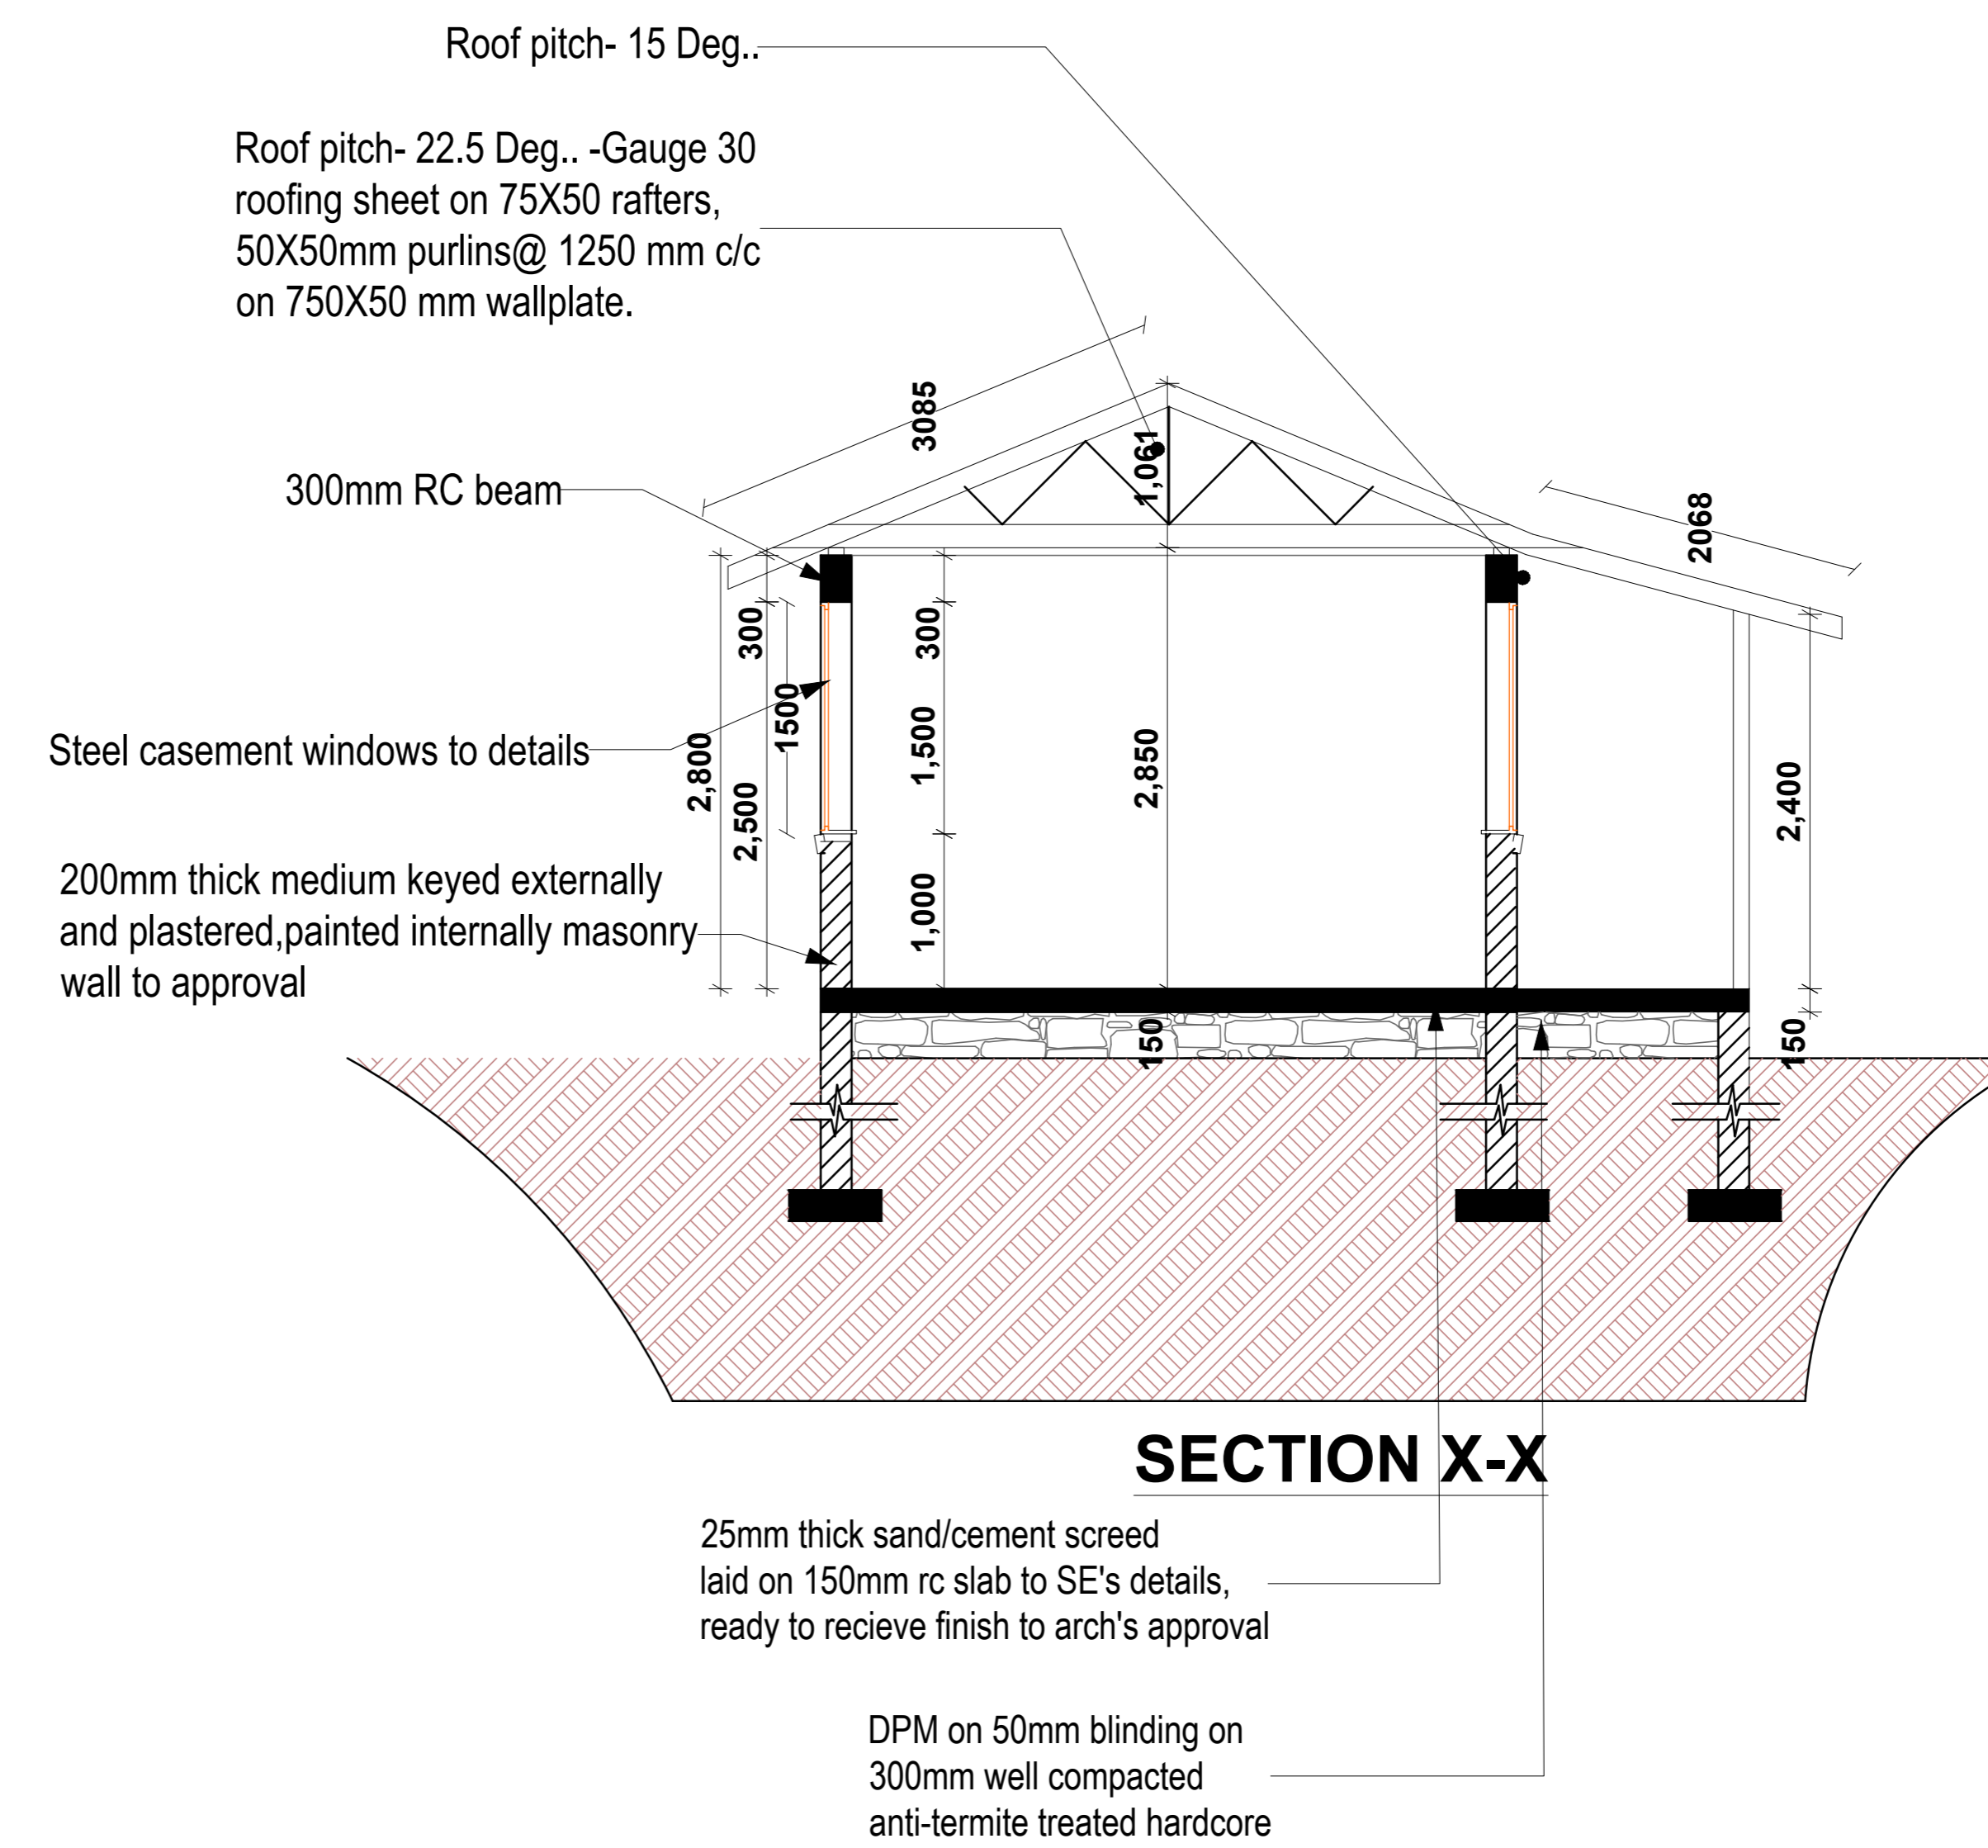 Roof pitch- 15 Deg..
Roof pitch- 22.5 Deg.. -Gauge 30
roofing sheet on 75X50 rafters,
50X50mm purlins@ 1250 mm c/c
on 750X50 mm wallplate.
3085
1,061
300mm RC beam
2068
300
300
1500
Steel casement windows to details
2,800
2,500
1,500
2,850
2,400
200mm thick medium keyed externally
and plastered,painted internally masonry
wall to approval
1,000
150
150
SECTION X-X
25mm thick sand/cement screed
laid on 150mm rc slab to SE's details,
ready to recieve finish to arch's approval
DPM on 50mm blinding on
300mm well compacted
anti-termite treated hardcore